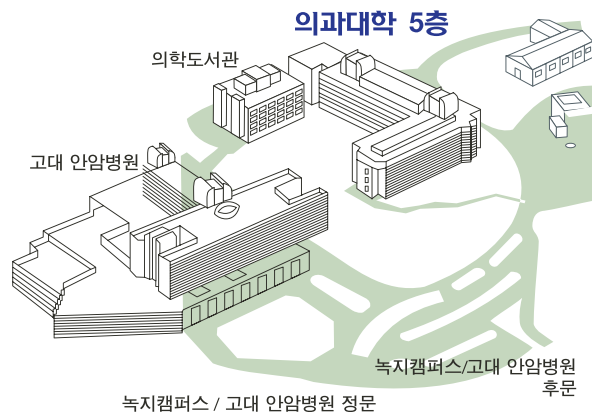 의과대학 5층
의학도서관
고대 안암병원
녹지캠퍼스/고대 안암병원
후문
녹지캠퍼스 / 고대 안암병원 정문